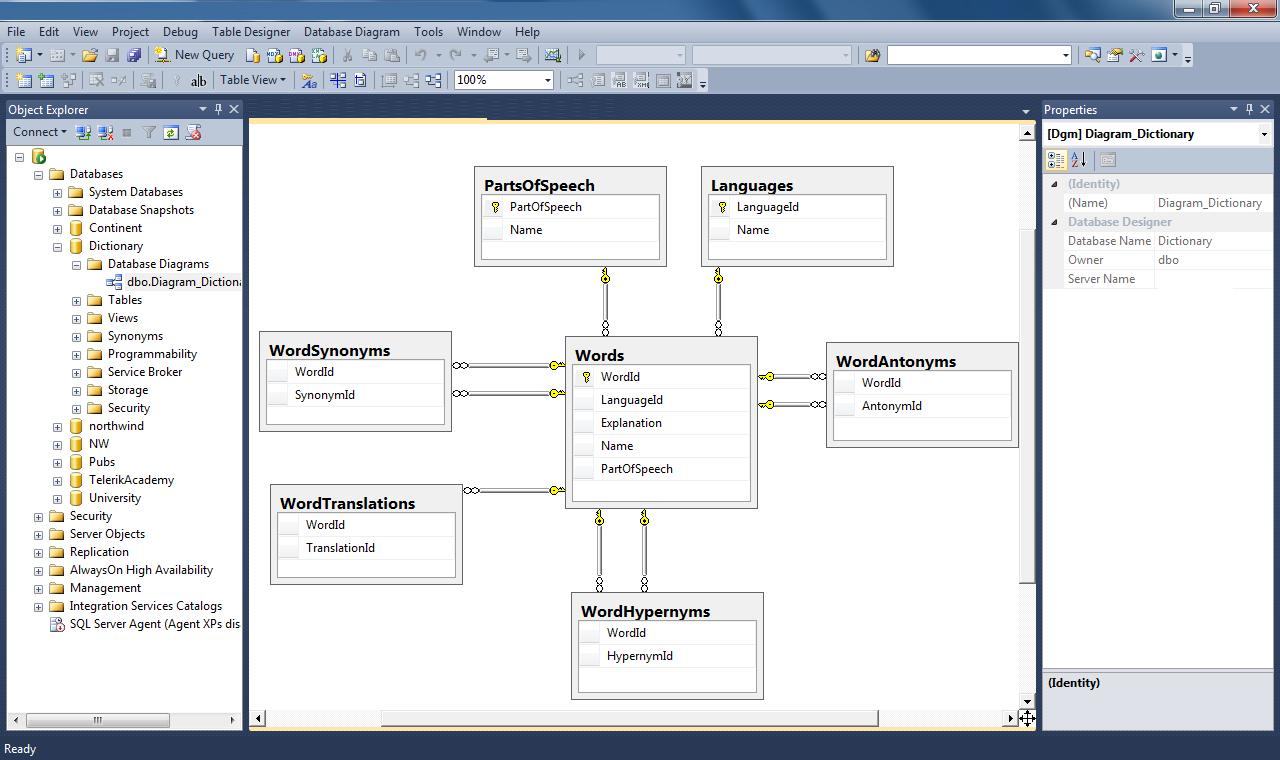 File Edit View Project Debug Table Designer Database Diagram Tools Window Help
New Query
Table View 100%
Object Explorer
Connect
Databases
System Databases
Database Snapshots
Continent
Dictionary
Database Diagrams
dbo.Diagram_Dictiona
Tables
Views
Synonyms
Programmability
Service Broker
Storage
Security
northwind
NW
Pubs
TelerikAcademy
University
Security
Server Objects
Replication
AlwaysOn High Availability
Management
Integration Services Catalogs
SQL Server Agent (Agent XPs dis
PartsOfSpeech
PartOfSpeech
Name
Languages
LanguageId
Name
WordSynonyms
WordId
SynonymId
Words
WordId
LanguageId
Explanation
Name
PartOfSpeech
WordAntonyms
WordId
AntonymId
WordTranslations
WordId
TranslationId
WordHypernyms
WordId
HypernymId
Properties
[Dgm] Diagram_Dictionary
(Identity)
(Name) Diagram_Dictionary
Database Designer
Database Name Dictionary
Owner dbo
Server Name
(Identity)
Ready